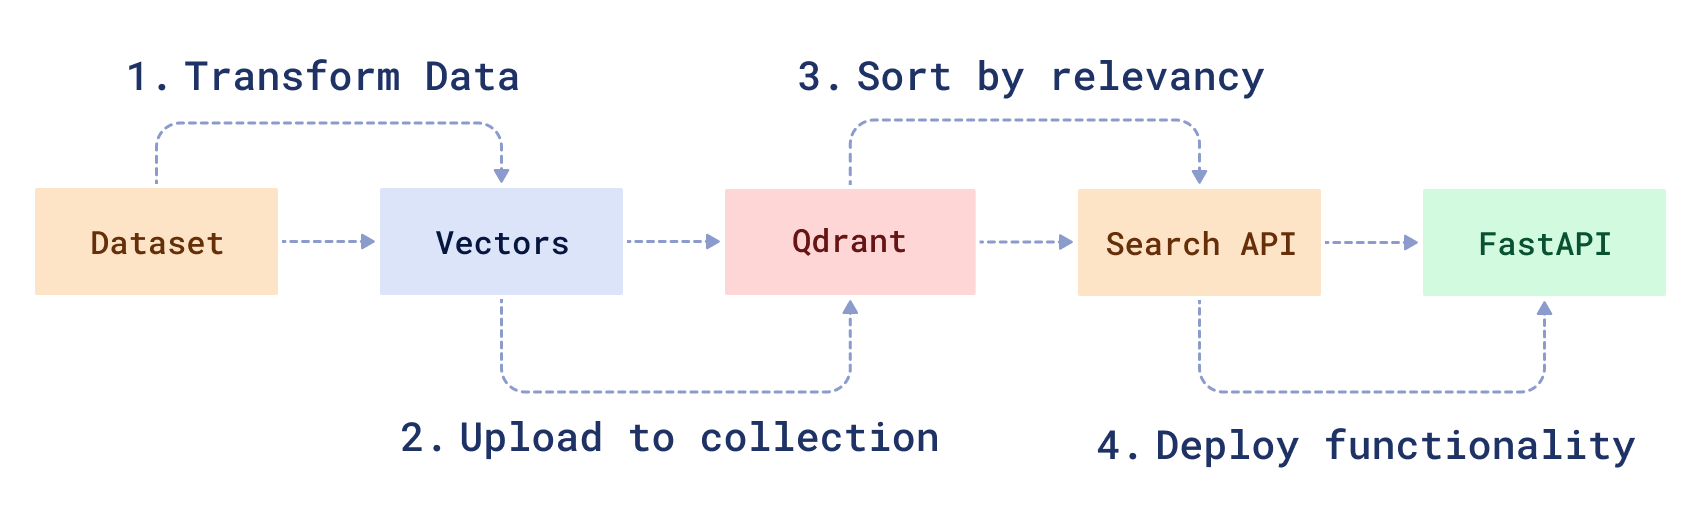 1. Transform Data
3. Sort by relevancy
Dataset
Vectors
Qdrant
Search API
FastAPI
2. Upload to collection
4. Deploy functionality